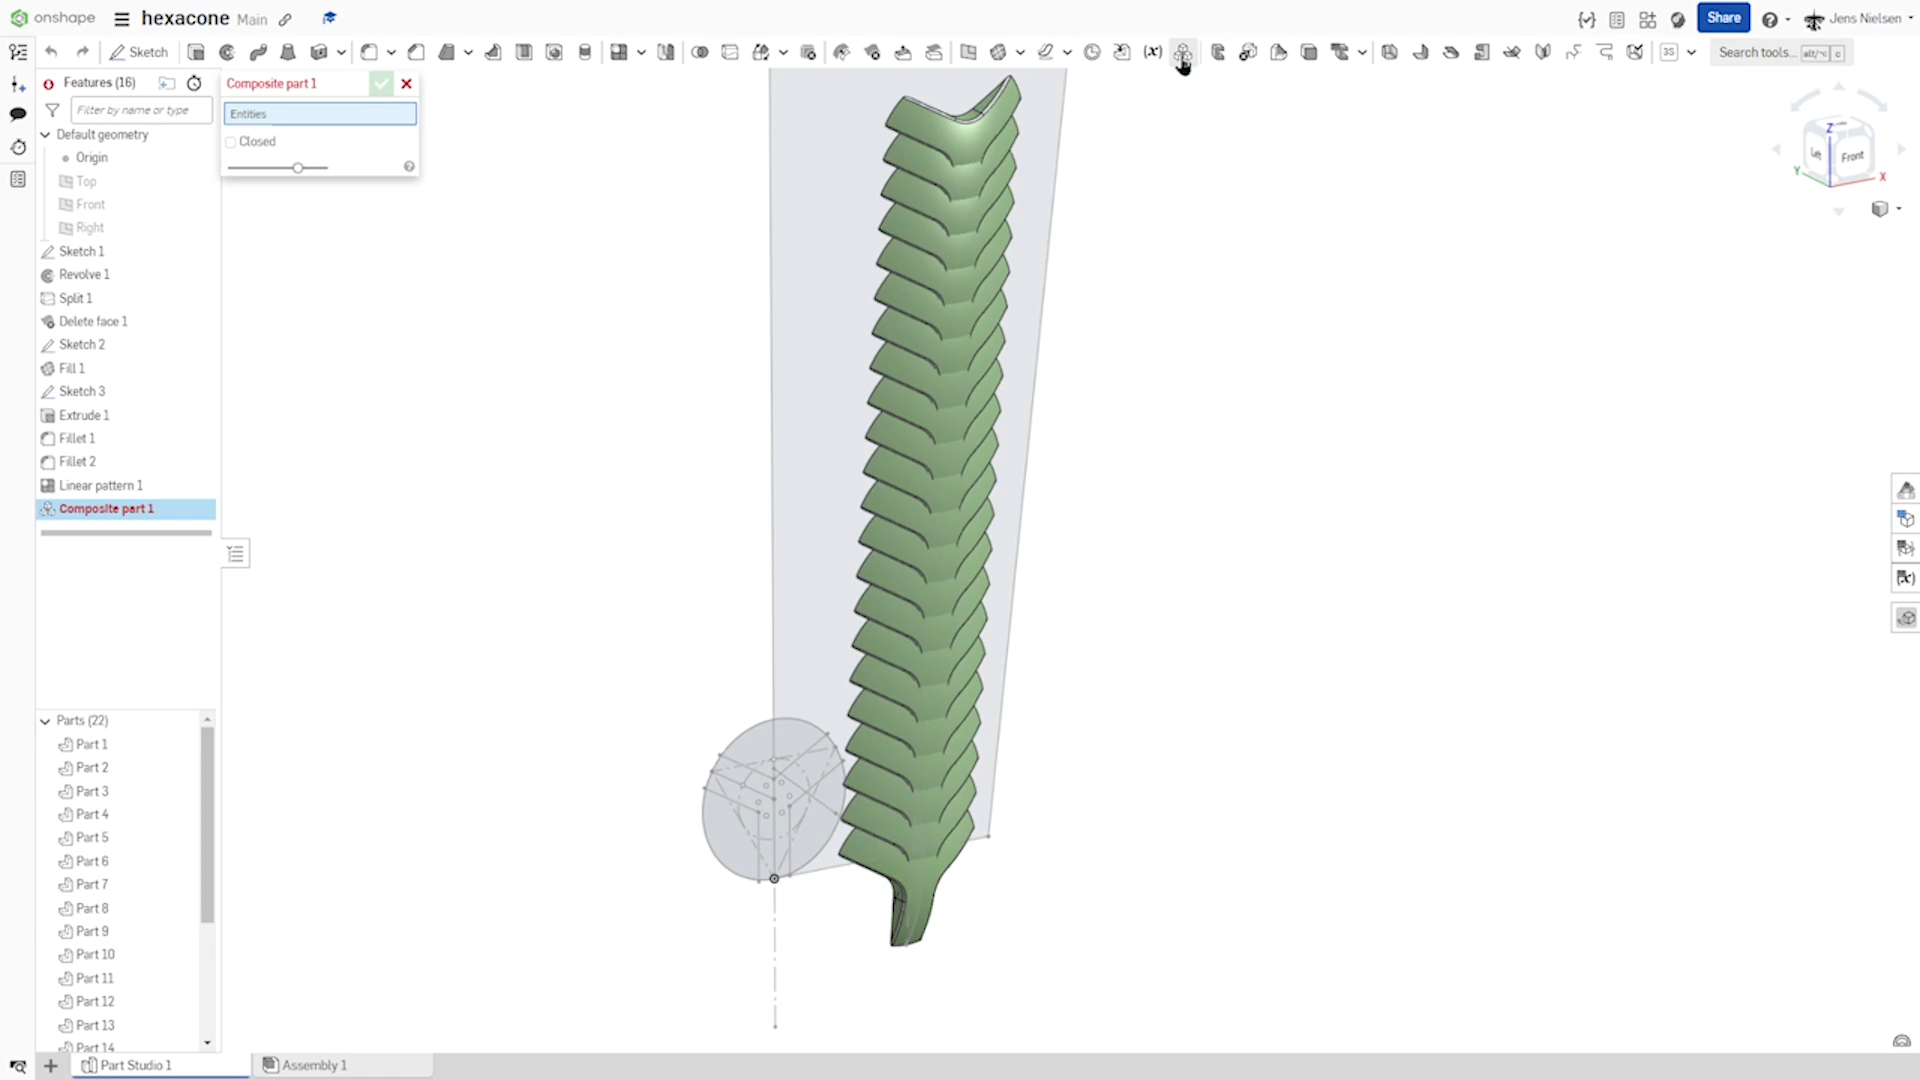 onshape
hexacone Main
Share
Jens Nielsen
Sketch
(x)
3S
Search tools... alt/⌥ c
Features (16)
Filter by name or type
Default geometry
Origin
Top
Front
Right
Sketch 1
Revolve 1
Split 1
Delete face 1
Sketch 2
Fill 1
Sketch 3
Extrude 1
Fillet 1
Fillet 2
Linear pattern 1
Composite part 1
Composite part 1
Entities
Closed
Z
Left
Front
Y
X
(x)
Parts (22)
Part 1
Part 2
Part 3
Part 4
Part 5
Part 6
Part 7
Part 8
Part 9
Part 10
Part 11
Part 12
Part 13
Part 14
Part Studio 1
Assembly 1